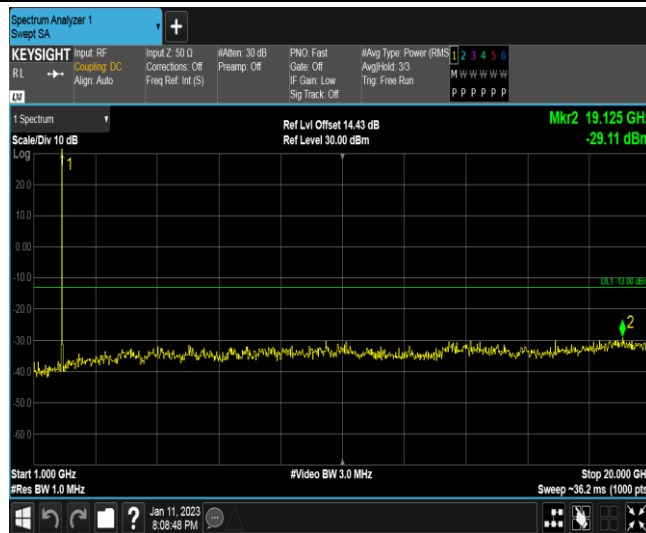 Spectrum Analyzer 1
Swept SA
+
KEYSIGHT
RL
LXI
Input: RF
Coupling: DC
Align: Auto
Input Z: 50 Ω
Corrections: Off
Freq Ref: Int (S)
#Atten: 30 dB
Preamp: Off
PNO: Fast
Gate: Off
IF Gain: Low
Sig Track: Off
#Avg Type: Power (RMS
Avg|Hold: 3/3
Trig: Free Run
1 2 3 4 5 6
M W W W W W
P P P P P P
1 Spectrum
Scale/Div 10 dB
Log
Ref Lvl Offset 14.43 dB
Ref Level 30.00 dBm
Mkr2 19.125 GHz
-29.11 dBm
1
20.0
10.0
0.00
-10.0
DL1 -13.00 dBm
-20.0
2
-30.0
-40.0
-50.0
-60.0
Start 1.000 GHz
#Res BW 1.0 MHz
#Video BW 3.0 MHz
Stop 20.000 GHz
Sweep ~36.2 ms (1000 pts)
?
Jan 11, 2023
8:08:48 PM